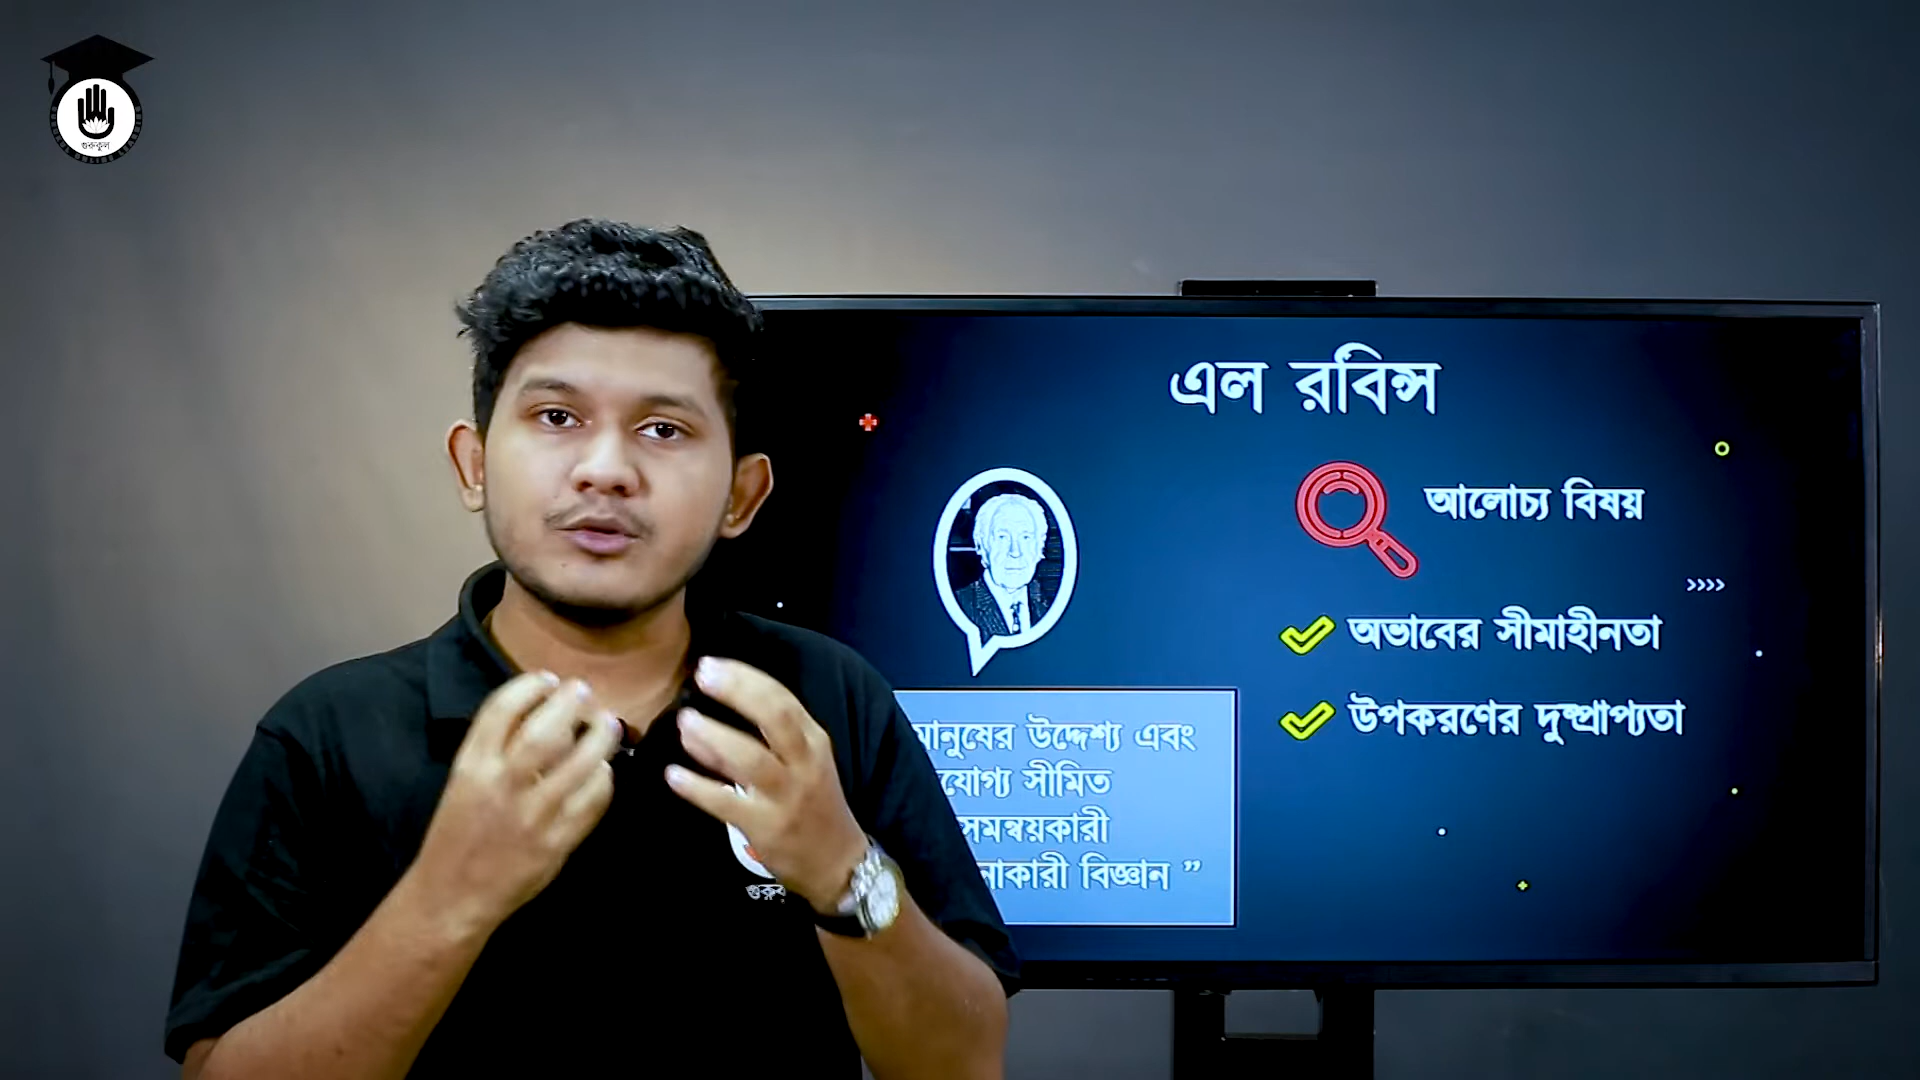 গুরুকুল
এল রবিন্স
আলোচ্য বিষয়
››››
অভাবের সীমাহীনতা
উপকরণের দুষ্প্রাপ্যতা
মানুষের উদ্দেশ্য এবং
সীমিত
সমন্বয়কারী
বিজ্ঞান ”